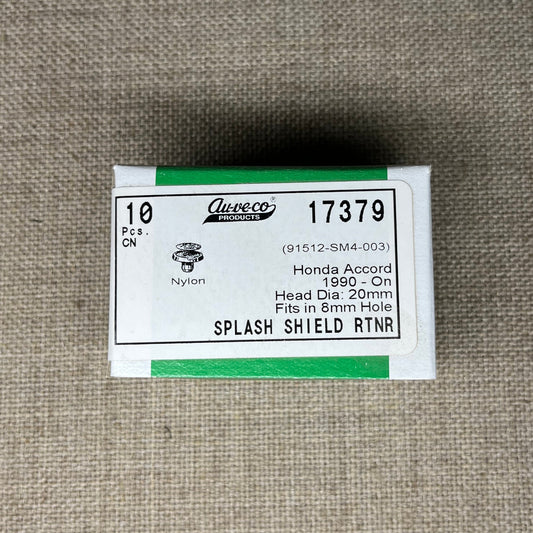 10
Pcs.
CN
Au-ve-co®
PRODUCTS
17379
(91512-SM4-003)
Nylon
Honda Accord
1990 - On
Head Dia: 20mm
Fits in 8mm Hole
SPLASH SHIELD RTNR